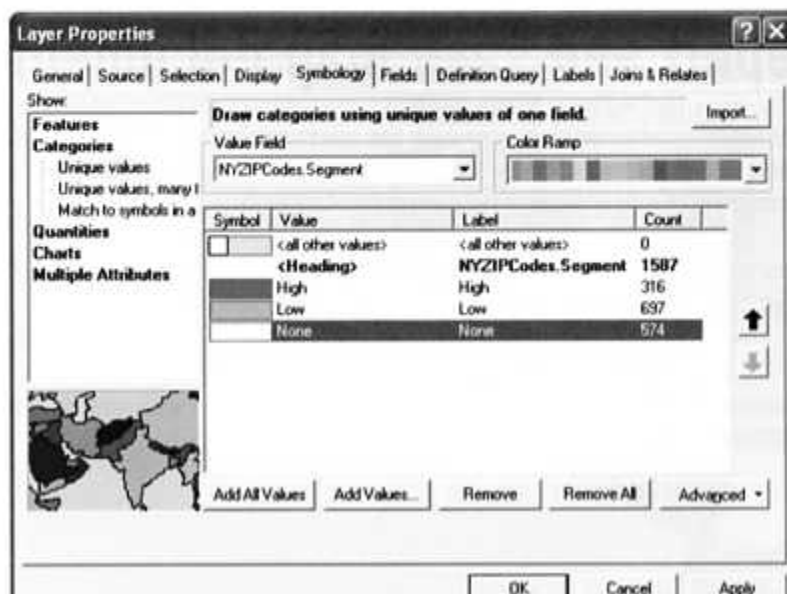 Layer Properties
General Source Selection Display Symbology Fields Definition Query Labels Joins & Relates
Show:
Features
Categories
Unique values
Unique values, many f
Match to symbols in a
Quantities
Charts
Multiple Attributes
Draw categories using unique values of one field.
Import...
Value Field
NYZIPCodes.Segment
Color Ramp
Symbol Value Label Count
<all other values> <all other values> 0
<Heading> NYZIPCodes.Segment 1587
High High 316
Low Low 697
None None 574
Add All Values Add Values... Remove Remove All Advanced
OK Cancel Apply